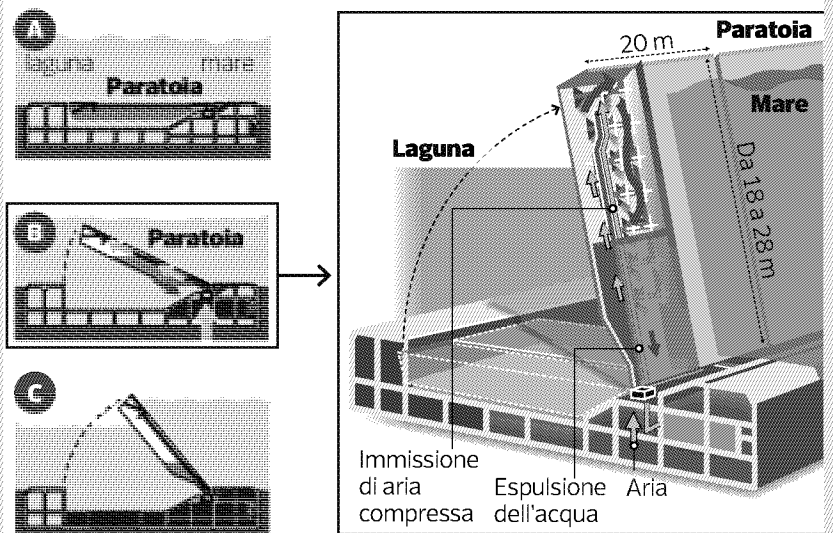 A
laguna mare
Paratoia
B
Paratoia
C
20 m
Paratoia
Mare
Laguna
Da 18 a 28 m
Immissione
di aria
compressa
Espulsione
dell'acqua
Aria